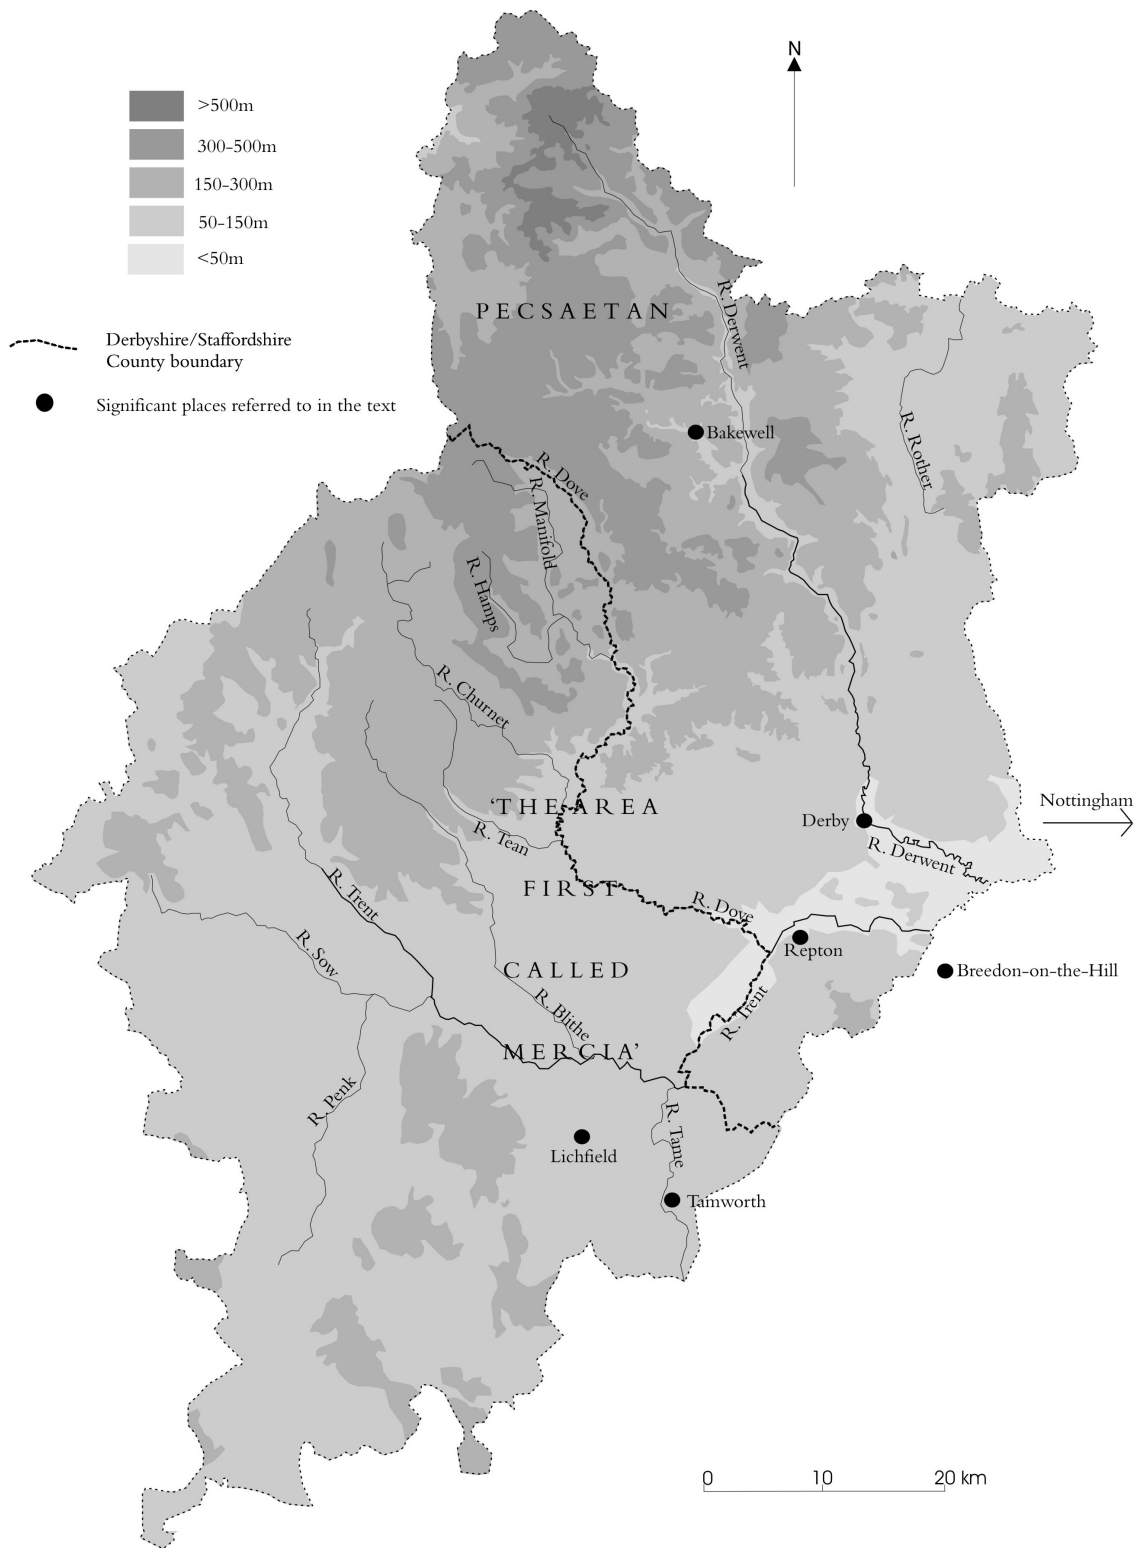 N
>500m
300-500m
150-300m
50-150m
<50m
Derbyshire/Staffordshire
County boundary
Significant places referred to in the text
PECSAETAN
R. Derwent
Bakewell
R. Rother
R. Dove
R. Manifold
R. Hamps
R. Churnet
'THE AREA
Nottingham
Derby
R. Tean
R. Derwent
FIRST
R. Trent
R. Dove
Repton
R. Sow
CALLED
Breedon-on-the-Hill
R. Blithe
R. Trent
MERCIA'
R. Penk
R. Tame
Lichfield
Tamworth
0 10 20 km